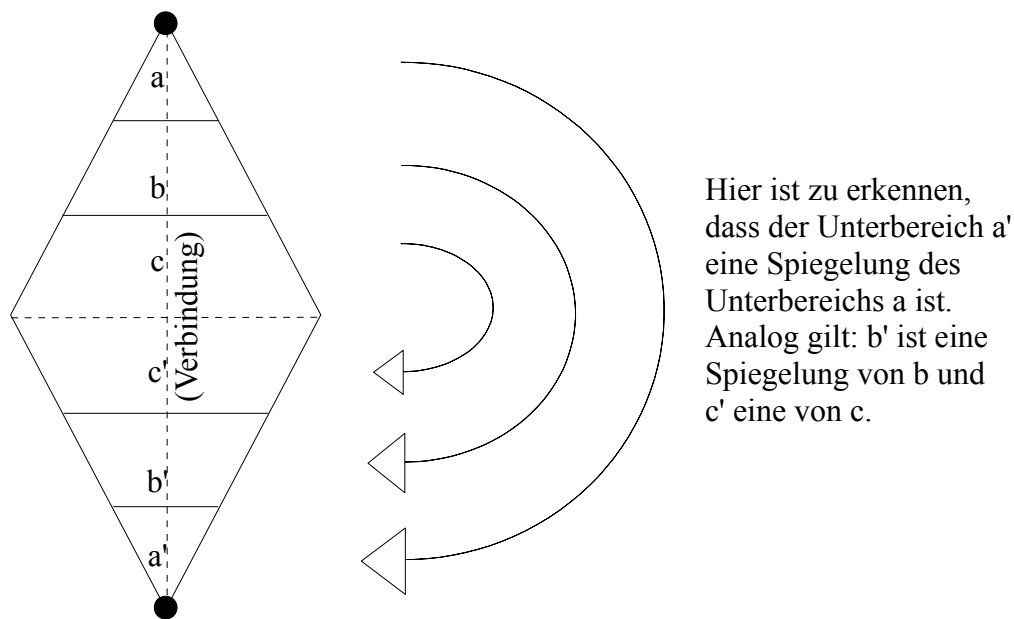 a
b
c
(Verbindung)
c'
b'
a'
Hier ist zu erkennen,
dass der Unterbereich a'
eine Spiegelung des
Unterbereichs a ist.
Analog gilt: b' ist eine
Spiegelung von b und
c' eine von c.